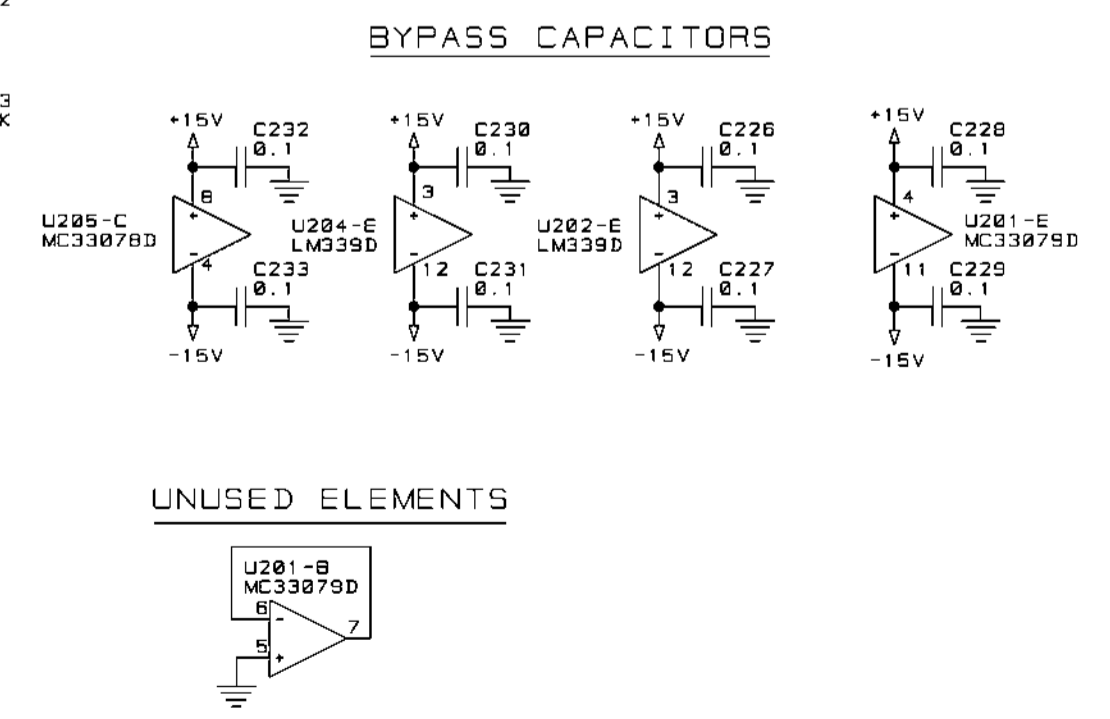 2
3
K
BYPASS CAPACITORS
+15V
C232
0.1
8
U205-C
MC33078D
4
C233
0.1
-15V
+15V
C230
0.1
3
U204-E
LM339D
12
C231
0.1
-15V
+15V
C226
0.1
3
U202-E
LM339D
12
C227
0.1
-15V
+15V
C228
0.1
4
U201-E
MC33079D
11
C229
0.1
-15V
UNUSED ELEMENTS
U201-B
MC33079D
6
-
7
5
+